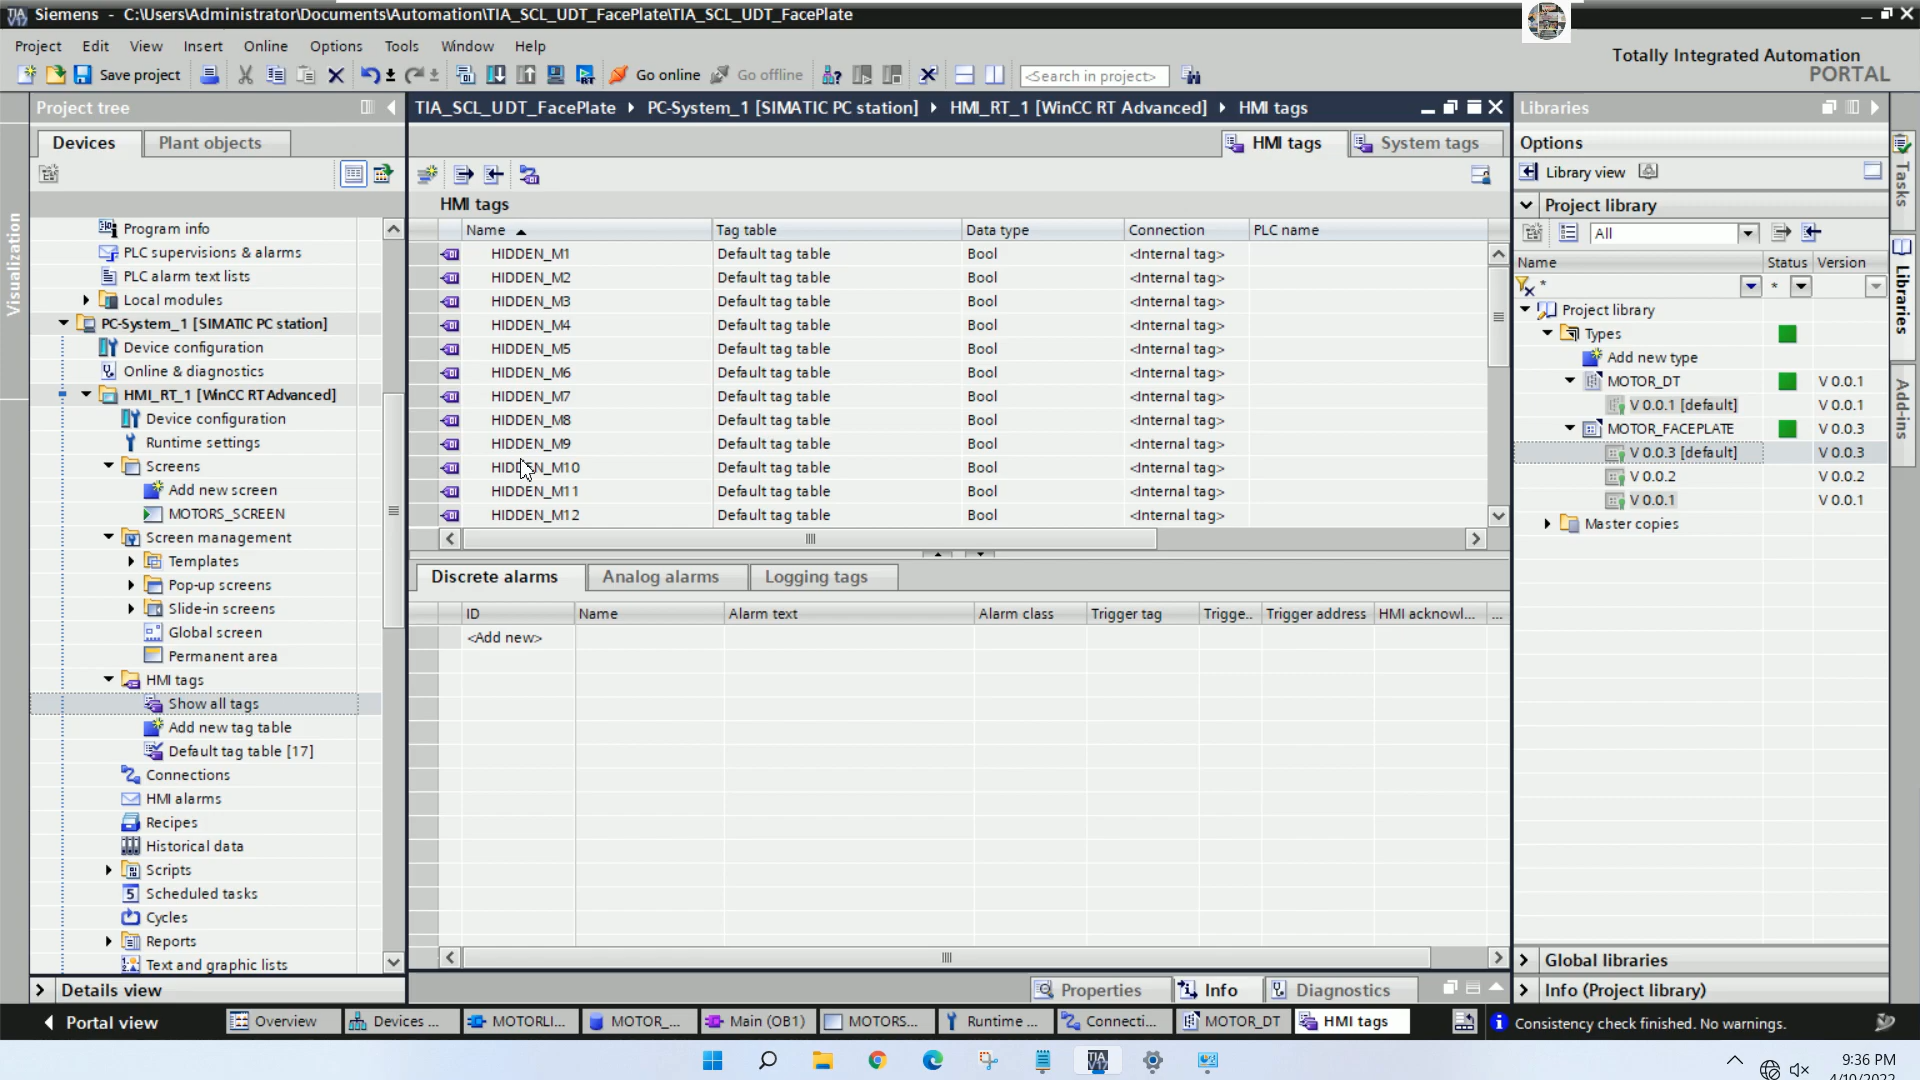 Siemens - C:\Users\Administrator\Documents\Automation\TIA_SCL_UDT_FacePlate\TIA_SCL_UDT_FacePlate
Project Edit View Insert Online Options Tools Window Help
Totally Integrated Automation
PORTAL
Save project Go online Go offline <Search in project>
Project tree
Devices Plant objects
Visualization
Program info
PLC supervisions & alarms
PLC alarm text lists
Local modules
PC-System_1 [SIMATIC PC station]
Device configuration
Online & diagnostics
HMI_RT_1 [WinCC RT Advanced]
Device configuration
Runtime settings
Screens
Add new screen
MOTORS_SCREEN
Screen management
Templates
Pop-up screens
Slide-in screens
Global screen
Permanent area
HMI tags
Show all tags
Add new tag table
Default tag table [17]
Connections
HMI alarms
Recipes
Historical data
Scripts
Scheduled tasks
Cycles
Reports
Text and graphic lists
Details view
TIA_SCL_UDT_FacePlate PC-System_1 [SIMATIC PC station] HMI_RT_1 [WinCC RT Advanced] HMI tags
HMI tags System tags
HMI tags
Name Tag table Data type Connection PLC name
HIDDEN_M1 Default tag table Bool <Internal tag>
HIDDEN_M2 Default tag table Bool <Internal tag>
HIDDEN_M3 Default tag table Bool <Internal tag>
HIDDEN_M4 Default tag table Bool <Internal tag>
HIDDEN_M5 Default tag table Bool <Internal tag>
HIDDEN_M6 Default tag table Bool <Internal tag>
HIDDEN_M7 Default tag table Bool <Internal tag>
HIDDEN_M8 Default tag table Bool <Internal tag>
HIDDEN_M9 Default tag table Bool <Internal tag>
HIDDEN_M10 Default tag table Bool <Internal tag>
HIDDEN_M11 Default tag table Bool <Internal tag>
HIDDEN_M12 Default tag table Bool <Internal tag>
Discrete alarms Analog alarms Logging tags
ID Name Alarm text Alarm class Trigger tag Trigge.. Trigger address HMI acknowl... ...
<Add new>
Properties Info Diagnostics
Libraries
Options
Library view
Project library
All
Name Status Version
* *
Project library
Types
Add new type
MOTOR_DT V 0.0.1
V 0.0.1 [default] V 0.0.1
MOTOR_FACEPLATE V 0.0.3
V 0.0.3 [default] V 0.0.3
V 0.0.2 V 0.0.2
V 0.0.1 V 0.0.1
Master copies
Global libraries
Info (Project library)
Tasks
Libraries
Add-ins
Portal view Overview Devices ... MOTORLI... MOTOR_... Main (OB1) MOTORS... Runtime ... Connecti... MOTOR_DT HMI tags Consistency check finished. No warnings.
9:36 PM
4/10/2022